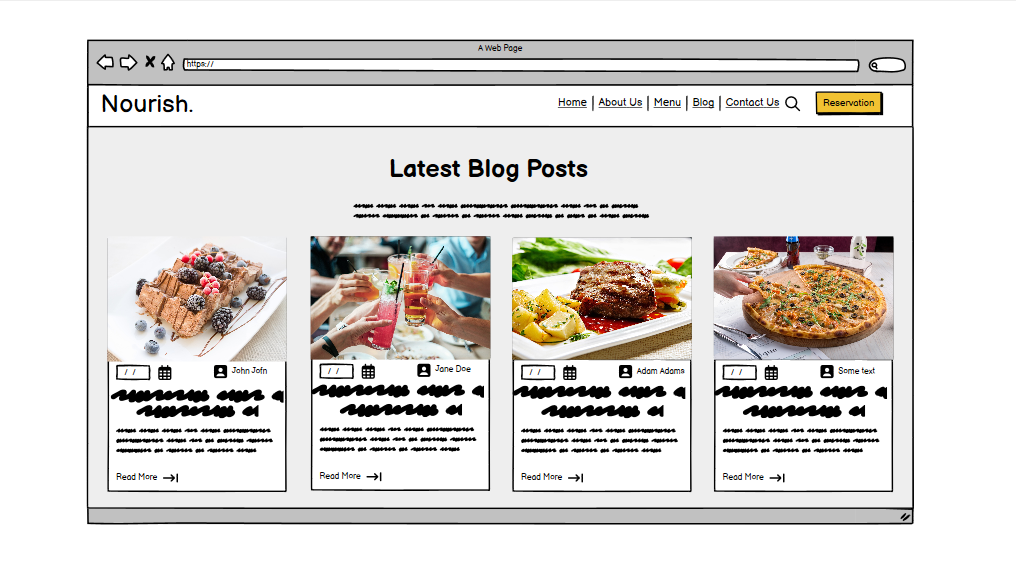 A Web Page
https://
Nourish.
Home | About Us | Menu | Blog | Contact Us
Reservation
Latest Blog Posts
/ / John Jofn
/ / Jane Doe
/ / Adam Adams
/ / Some text
Read More
Read More
Read More
Read More